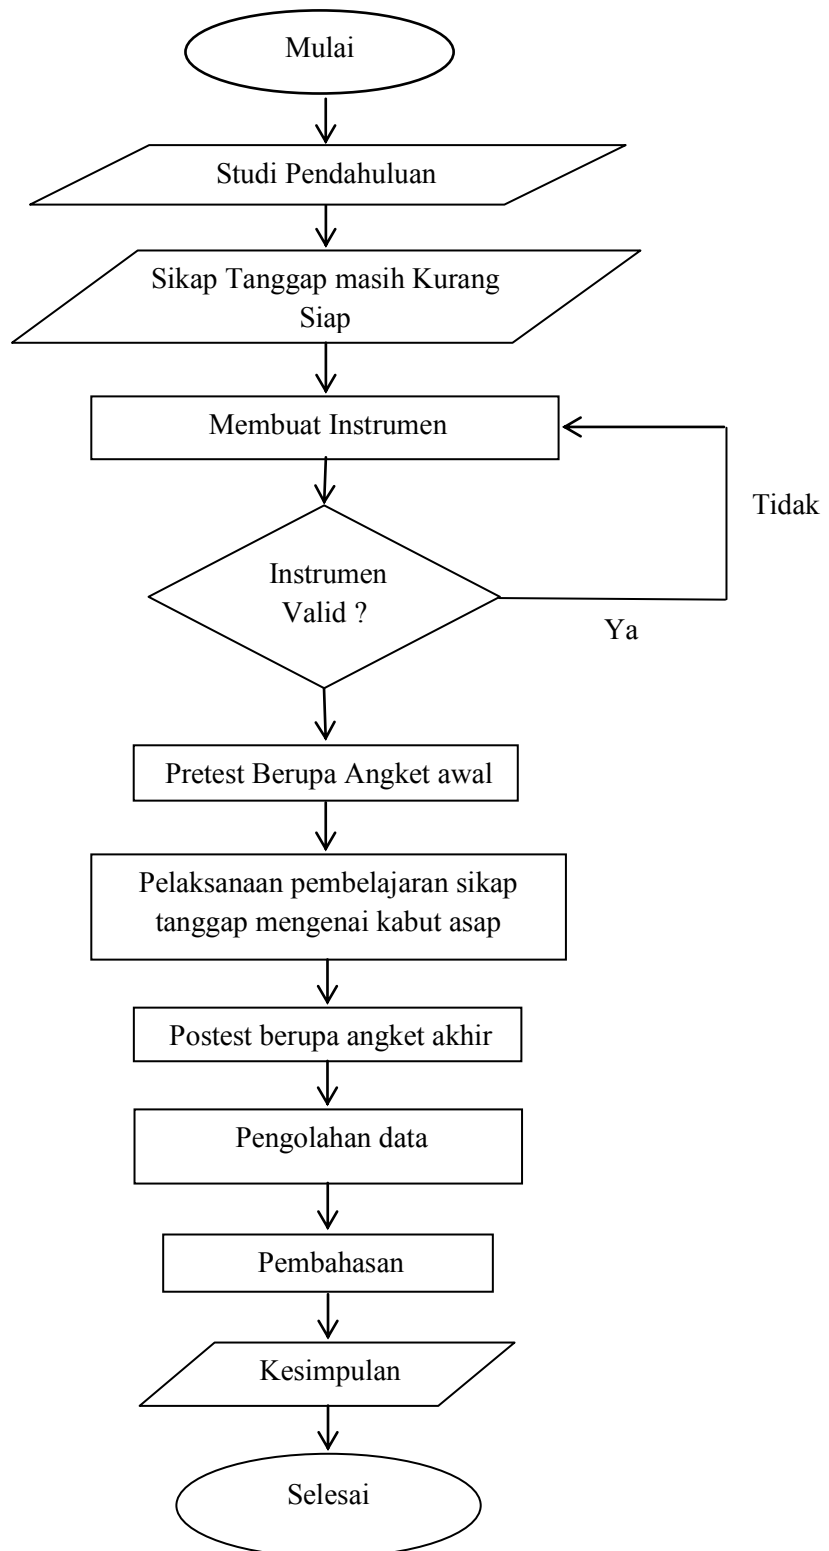 Mulai
Studi Pendahuluan
Sikap Tanggap masih Kurang
Siap
Membuat Instrumen
Tidak
Instrumen
Valid ?
Ya
Pretest Berupa Angket awal
Pelaksanaan pembelajaran sikap
tanggap mengenai kabut asap
Postest berupa angket akhir
Pengolahan data
Pembahasan
Kesimpulan
Selesai